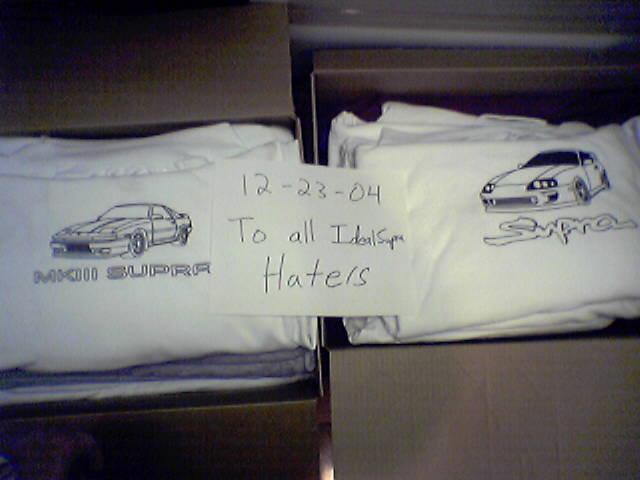 12-23-04
To all IdealSupra
Haters
MKIII SUPRA
Supra